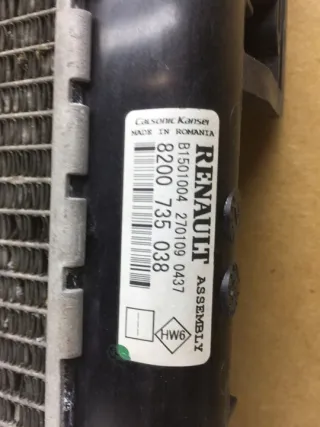 Calsonic Kansei
MADE IN ROMANIA
RENAULT ASSEMBLY
B1501004 270109 0437
8200 735 038
HW6